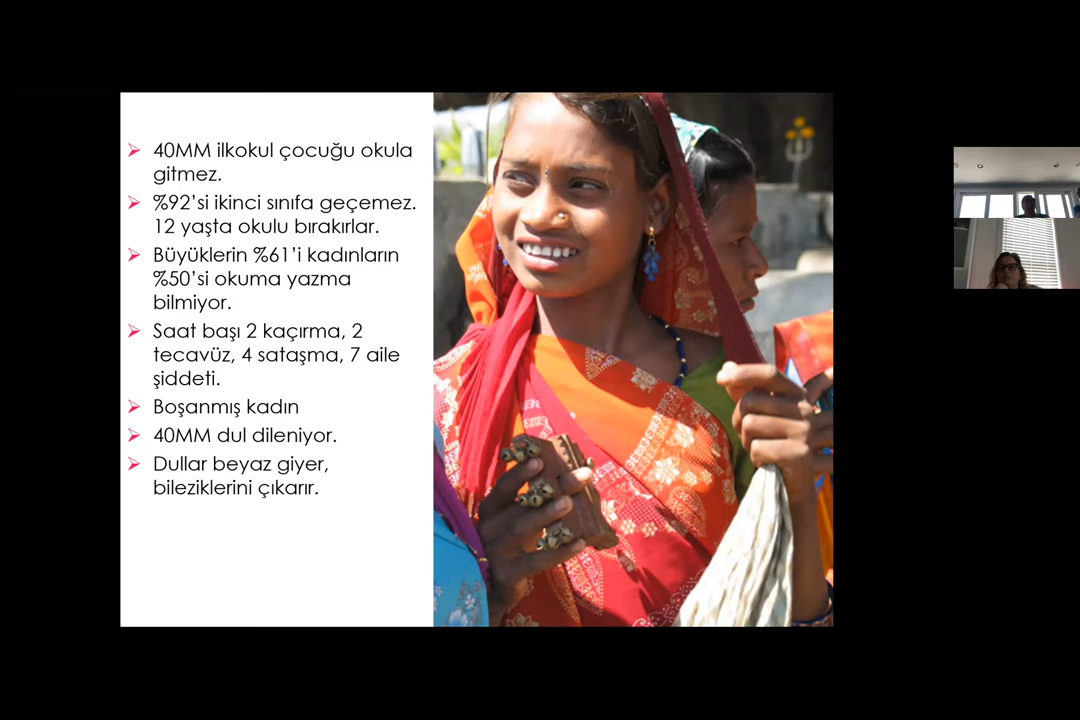 40MM ilkokul çocuğu okula
gitmez.
%92’si ikinci sınıfa geçemez.
12 yaşta okulu bırakırlar.
Büyüklerin %61’i kadınların
%50’si okuma yazma
bilmiyor.
Saat başı 2 kaçırma, 2
tecavüz, 4 sataşma, 7 aile
şiddeti.
Boşanmış kadın
40MM dul dileniyor.
Dullar beyaz giyer,
bileziklerini çıkarır.